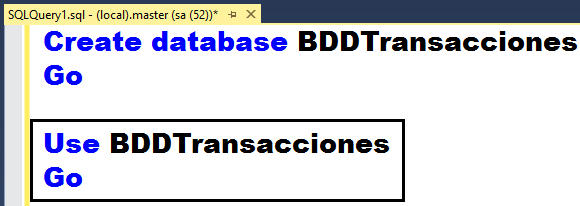 SQLQuery1.sql - (local).master (sa (52))*
Create database BDDTransacciones
Go
Use BDDTransacciones
Go